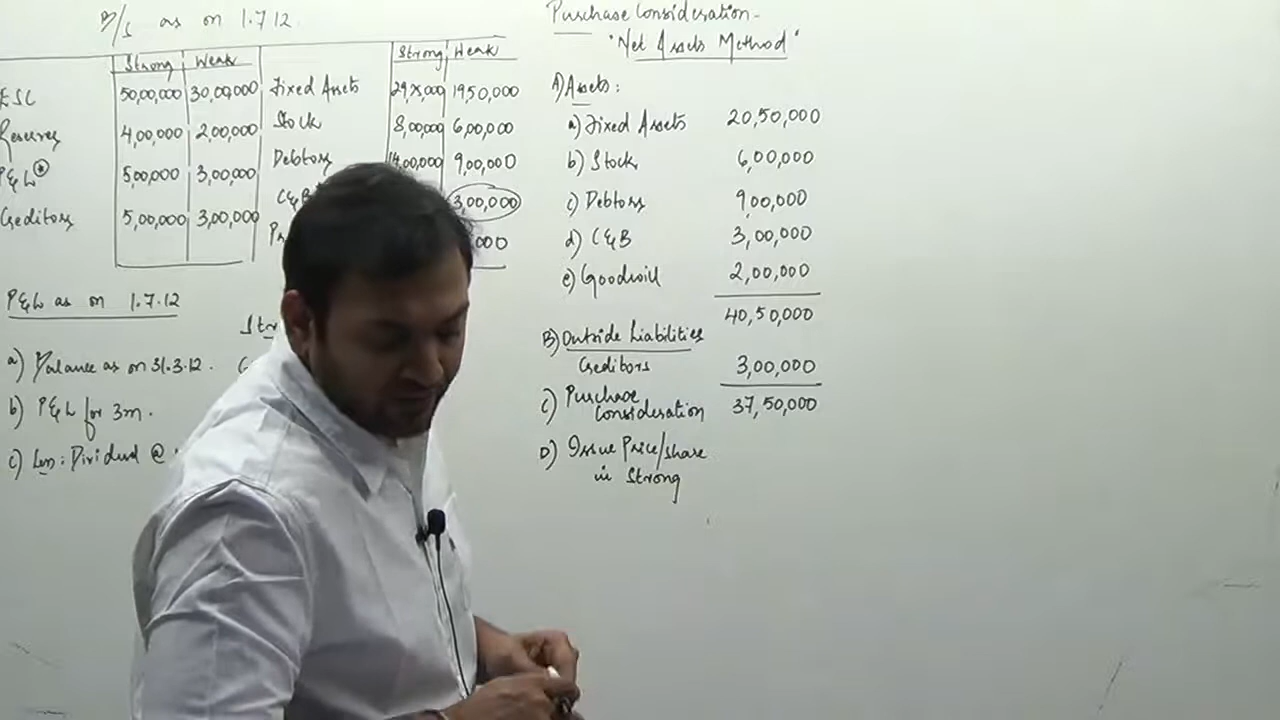 B/S as on 1.7.12.
Strong Weak Strong Weak
ESC 50,00,000 30,00,000 Fixed Assets 29,25,000 19,50,000
Reserves 4,00,000 2,00,000 Stock 8,00,000 6,00,000
P&L* 5,00,000 3,00,000 Debtors 14,00,000 9,00,000
Creditors 5,00,000 3,00,000 C&B 3,00,000
P&L as on 1.7.12
a) Balance as on 31.3.12.
b) P&L for 3m.
c) Less: Dividend @
Purchase Consideration -
"Net Assets Method"
A) Assets:
a) Fixed Assets 20,50,000
b) Stock 6,00,000
c) Debtors 9,00,000
d) C&B 3,00,000
e) Goodwill 2,00,000
40,50,000
B) Outside Liabilities
Creditors 3,00,000
C) Purchase
Consideration 37,50,000
D) Issue Price/share
in Strong